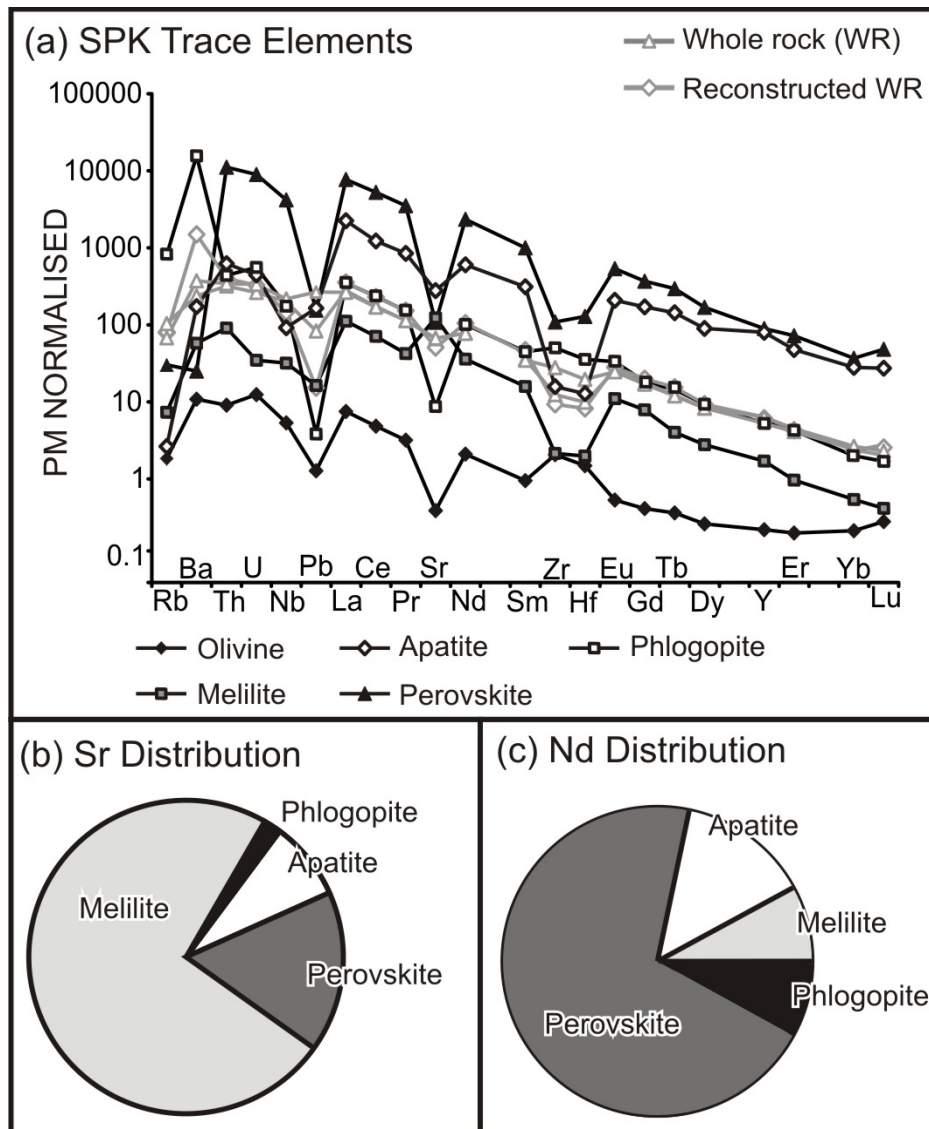 (a) SPK Trace Elements
Whole rock (WR)
Reconstructed WR
PM NORMALISED
100000
10000
1000
100
10
1
0.1
Ba U Pb Ce Sr Zr Eu Tb Er Yb
Rb Th Nb La Pr Nd Sm Hf Gd Dy Y Lu
Olivine Apatite Phlogopite
Melilite Perovskite
(b) Sr Distribution
Phlogopite
Apatite
Melilite
Perovskite
(c) Nd Distribution
Apatite
Melilite
Phlogopite
Perovskite